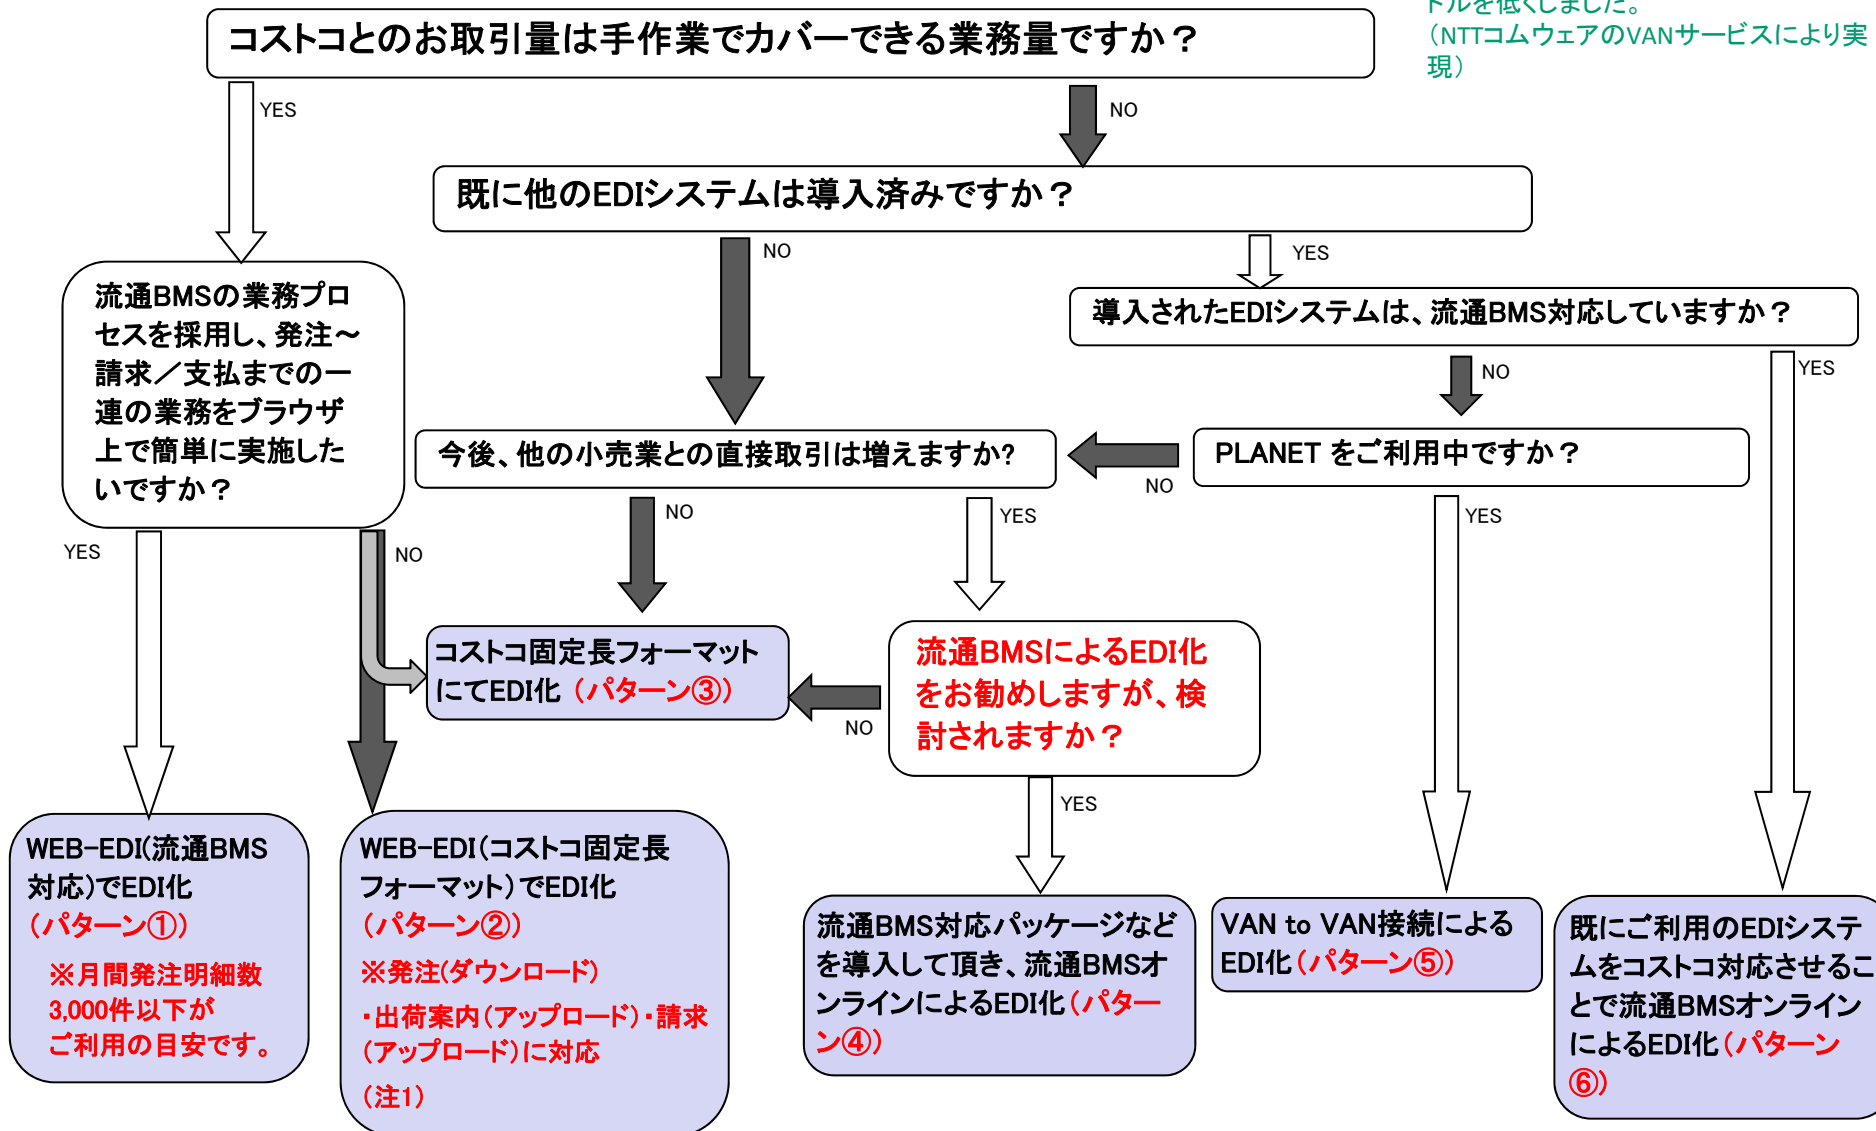 ドルを低くしました。
（NTTコムウェアのVANサービスにより実
現）
コストコとのお取引量は手作業でカバーできる業務量ですか？
YES
NO
既に他のEDIシステムは導入済みですか？
NO
YES
流通BMSの業務プロ
セスを採用し、発注～
請求／支払までの一
連の業務をブラウザ
上で簡単に実施した
いですか？
導入されたEDIシステムは、流通BMS対応していますか？
NO
YES
今後、他の小売業との直接取引は増えますか?
NO
PLANET をご利用中ですか？
YES
NO
NO
YES
YES
コストコ固定長フォーマット
にてEDI化（パターン③）
NO
流通BMSによるEDI化
をお勧めしますが、検
討されますか？
YES
WEB-EDI(流通BMS
対応)でEDI化
（パターン①）
※月間発注明細数
3,000件以下が
ご利用の目安です。
WEB-EDI（コストコ固定長
フォーマット）でEDI化
（パターン②）
※発注(ダウンロード)
・出荷案内（アップロード）・請求
（アップロード）に対応
（注1）
流通BMS対応パッケージなど
を導入して頂き、流通BMSオ
ンラインによるEDI化（パター
ン④）
VAN to VAN接続による
EDI化（パターン⑤）
既にご利用のEDIシステ
ムをコストコ対応させるこ
とで流通BMSオンライン
によるEDI化（パターン
⑥）